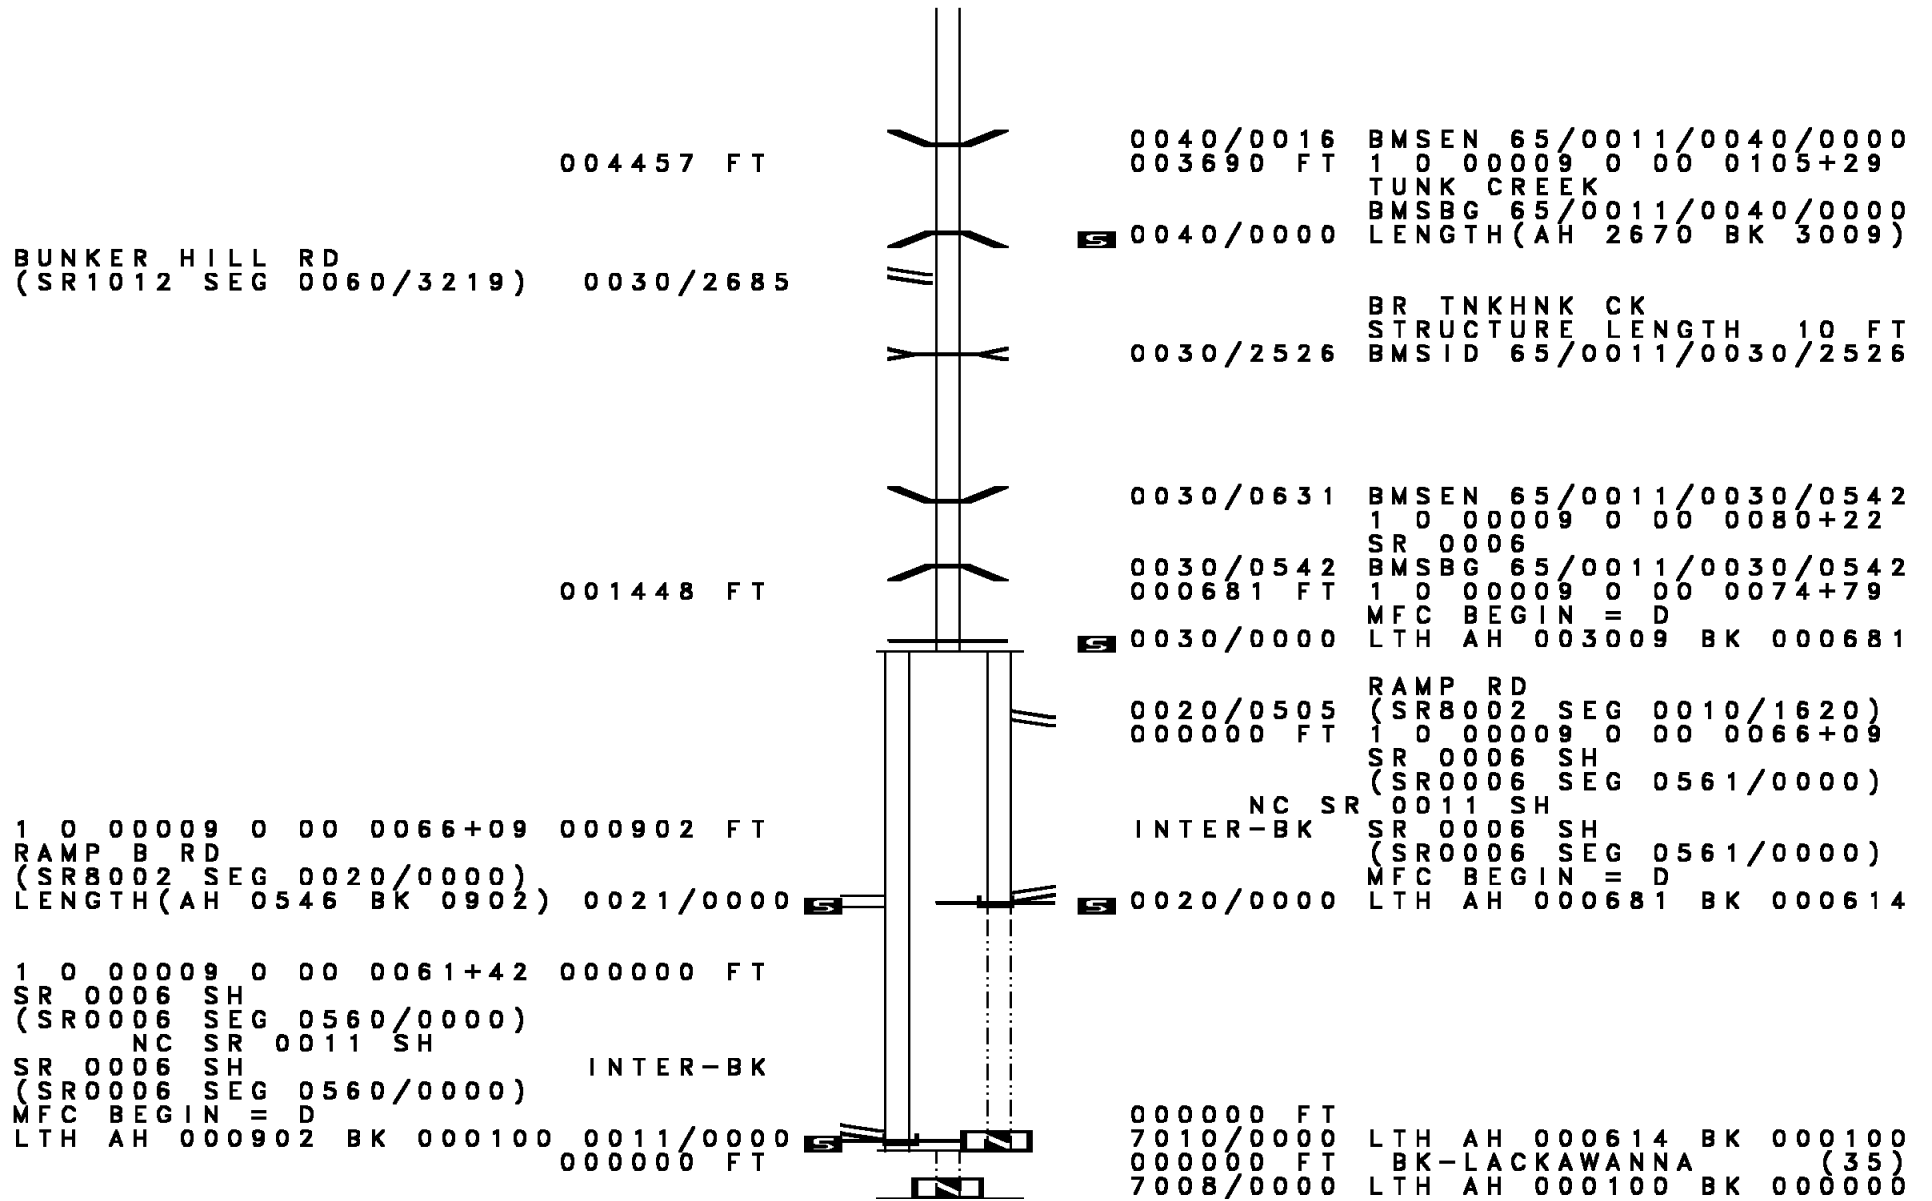 0040/0016 BMSEN 65/0011/0040/0000
004457 FT 003690 FT 1 0 00009 0 00 0105+29
TUNK CREEK
BMSBG 65/0011/0040/0000
S 0040/0000 LENGTH(AH 2670 BK 3009)
BUNKER HILL RD
(SR1012 SEG 0060/3219) 0030/2685
BR TNKHNK CK
STRUCTURE LENGTH 10 FT
0030/2526 BMSID 65/0011/0030/2526
0030/0631 BMSEN 65/0011/0030/0542
1 0 00009 0 00 0080+22
SR 0006
0030/0542 BMSBG 65/0011/0030/0542
001448 FT 000681 FT 1 0 00009 0 00 0074+79
MFC BEGIN = D
S 0030/0000 LTH AH 003009 BK 000681
RAMP RD
0020/0505 (SR8002 SEG 0010/1620)
000000 FT 1 0 00009 0 00 0066+09
SR 0006 SH
(SR0006 SEG 0561/0000)
NC SR 0011 SH
1 0 00009 0 00 0066+09 000902 FT INTER-BK SR 0006 SH
RAMP B RD (SR0006 SEG 0561/0000)
(SR8002 SEG 0020/0000) MFC BEGIN = D
LENGTH(AH 0546 BK 0902) 0021/0000 S S 0020/0000 LTH AH 000681 BK 000614
1 0 00009 0 00 0061+42 000000 FT
SR 0006 SH
(SR0006 SEG 0560/0000)
NC SR 0011 SH
SR 0006 SH INTER-BK
(SR0006 SEG 0560/0000)
MFC BEGIN = D 000000 FT
LTH AH 000902 BK 000100 0011/0000 S 7010/0000 LTH AH 000614 BK 000100
000000 FT 000000 FT BK-LACKAWANNA (35)
7008/0000 LTH AH 000100 BK 000000